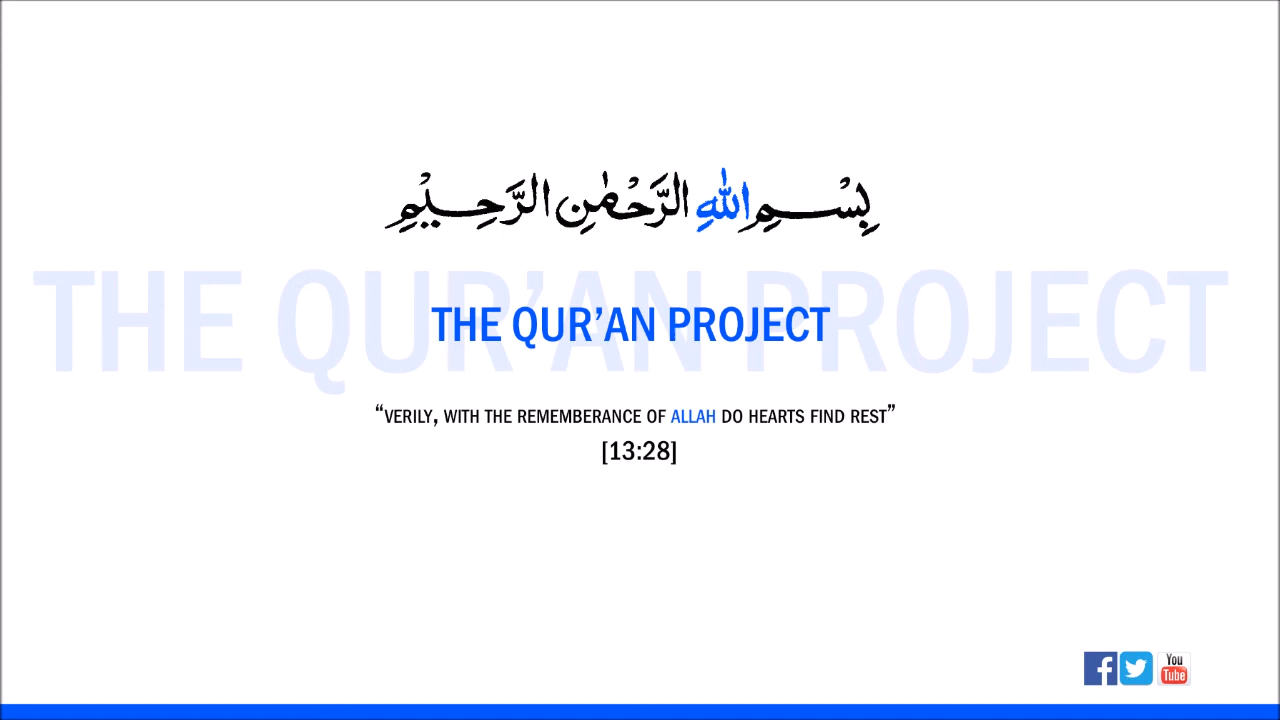 بِسْمِ اللّٰهِ الرَّحْمٰنِ الرَّحِيْمِ
THE QUR’AN PROJECT
THE QUR’AN PROJECT
“VERILY, WITH THE REMEMBERANCE OF ALLAH DO HEARTS FIND REST”
[13:28]
f
You
Tube